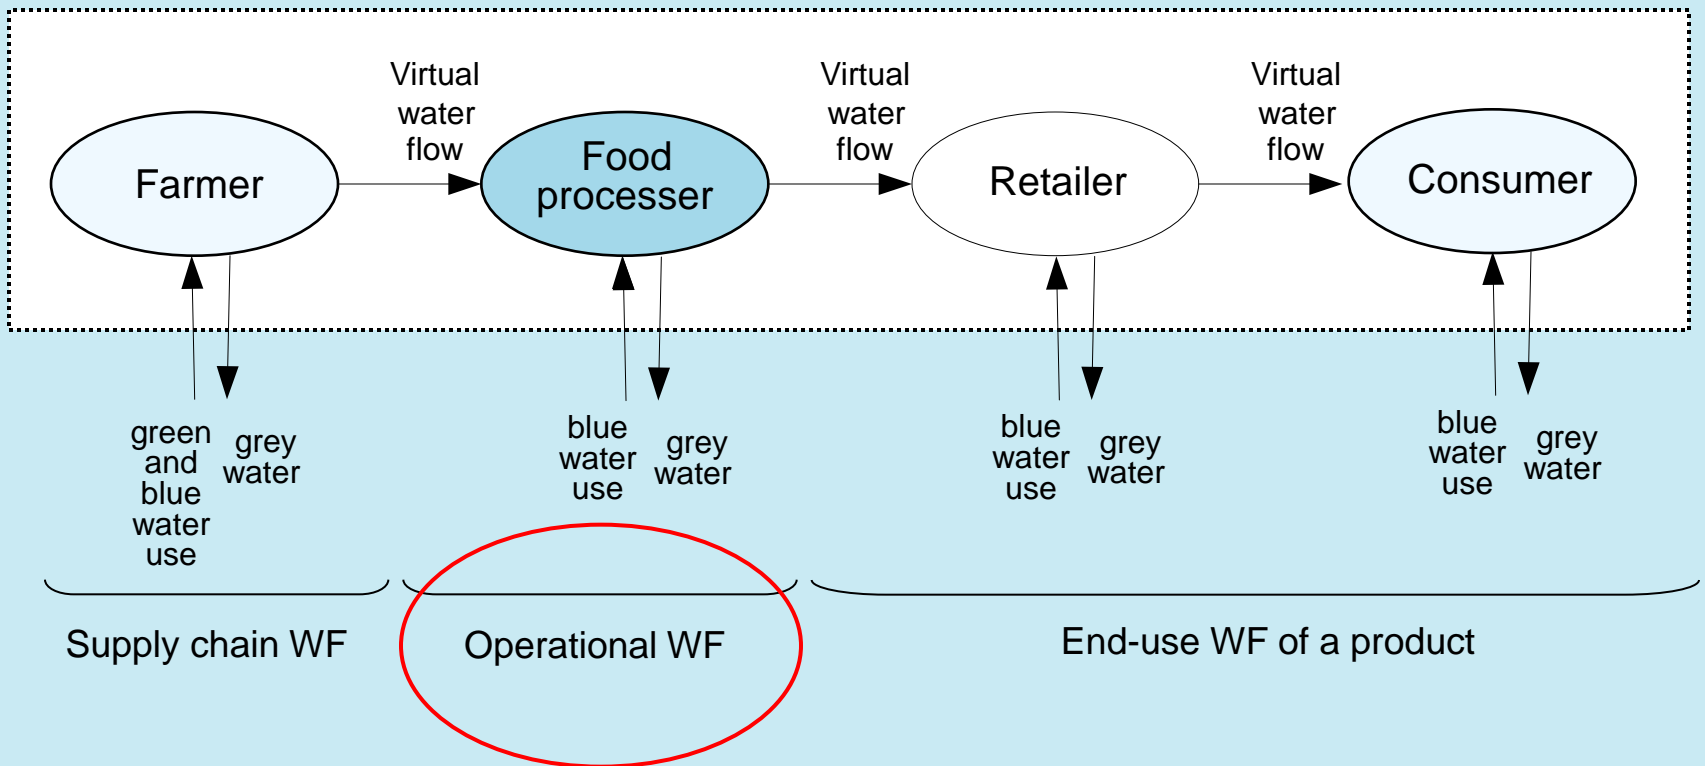 Virtual
water
flow
Virtual
water
flow
Virtual
water
flow
Farmer
Food
processer
Retailer
Consumer
green
and
blue
water
use
grey
water
blue
water
use
grey
water
blue
water
use
grey
water
blue
water
use
grey
water
Supply chain WF
Operational WF
End-use WF of a product